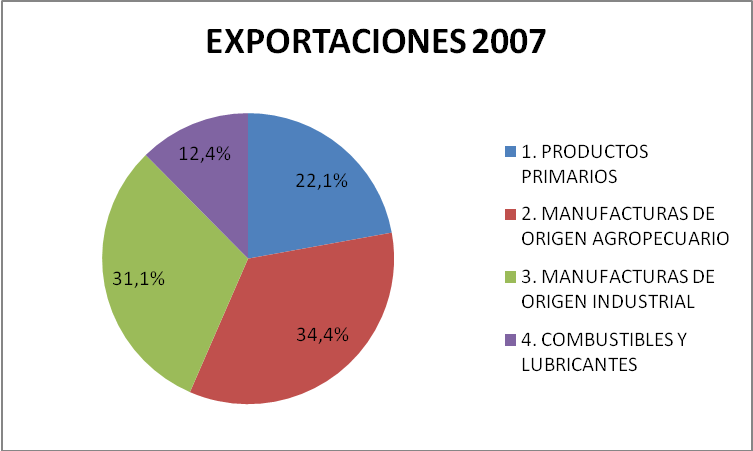 EXPORTACIONES 2007
12,4%
22,1%
31,1%
34,4%
1. PRODUCTOS
PRIMARIOS
2. MANUFACTURAS DE
ORIGEN AGROPECUARIO
3. MANUFACTURAS DE
ORIGEN INDUSTRIAL
4. COMBUSTIBLES Y
LUBRICANTES